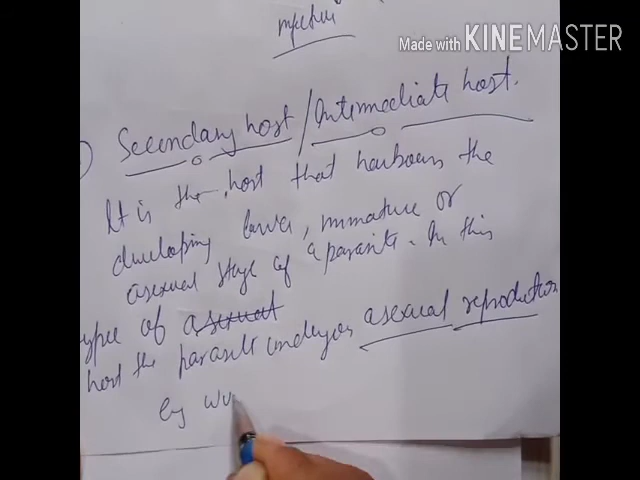 Made with KINEMASTER
Secondary host / Intermediate host.
It is the host that harbours the
developing larva, immature or
asexual stage of a parasite. In this
type of asexual
host the parasite undergoes asexual reproduction